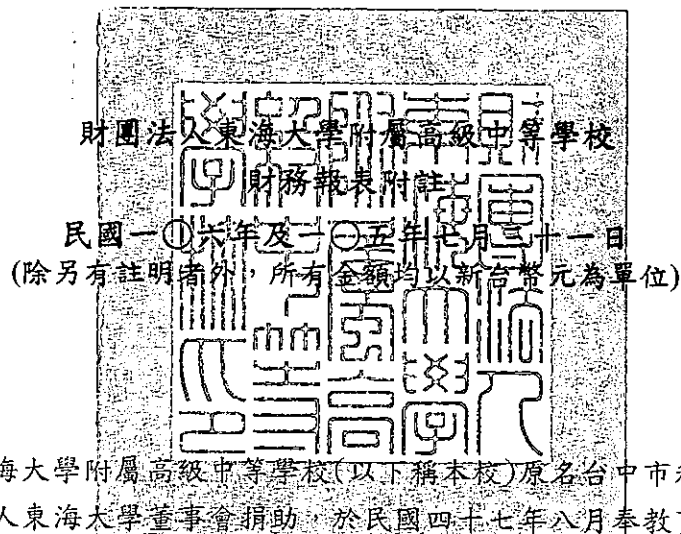 財團法人東海大學附屬高級中等學校
財務報表附註
民國一〇六年及一〇五年七月三十一日
(除另有註明者外，所有金額均以新台幣元為單位)
海大學附屬高級中等學校(以下稱本校)原名台中市
人東海大學董事會捐助，於民國四十七年八月奉教